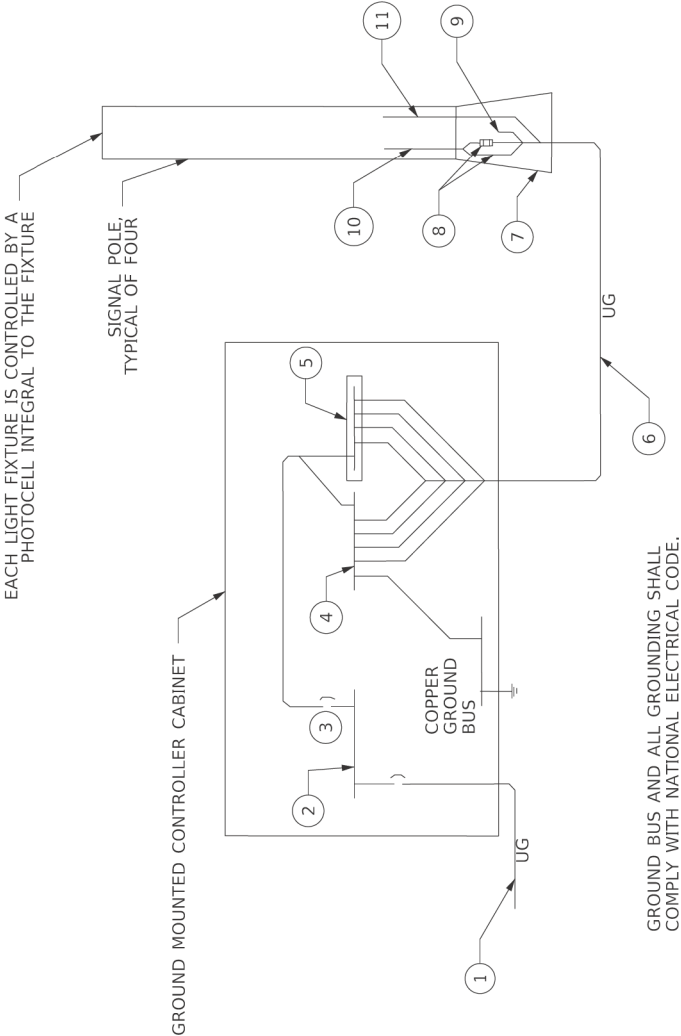 EACH LIGHT FIXTURE IS CONTROLLED BY A
PHOTOCELL INTEGRAL TO THE FIXTURE
SIGNAL POLE,
TYPICAL OF FOUR
GROUND MOUNTED CONTROLLER CABINET
1
2
3
4
5
6
7
8
9
10
11
COPPER
GROUND
BUS
UG
UG
GROUND BUS AND ALL GROUNDING SHALL
COMPLY WITH NATIONAL ELECTRICAL CODE.